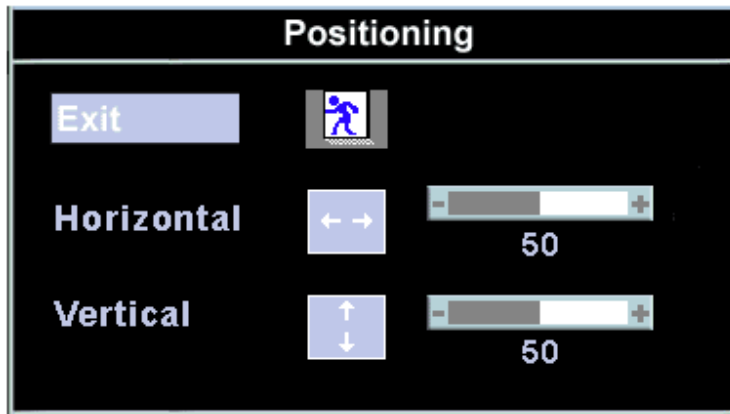 Positioning
Exit
Horizontal
- +
50
Vertical
- +
50